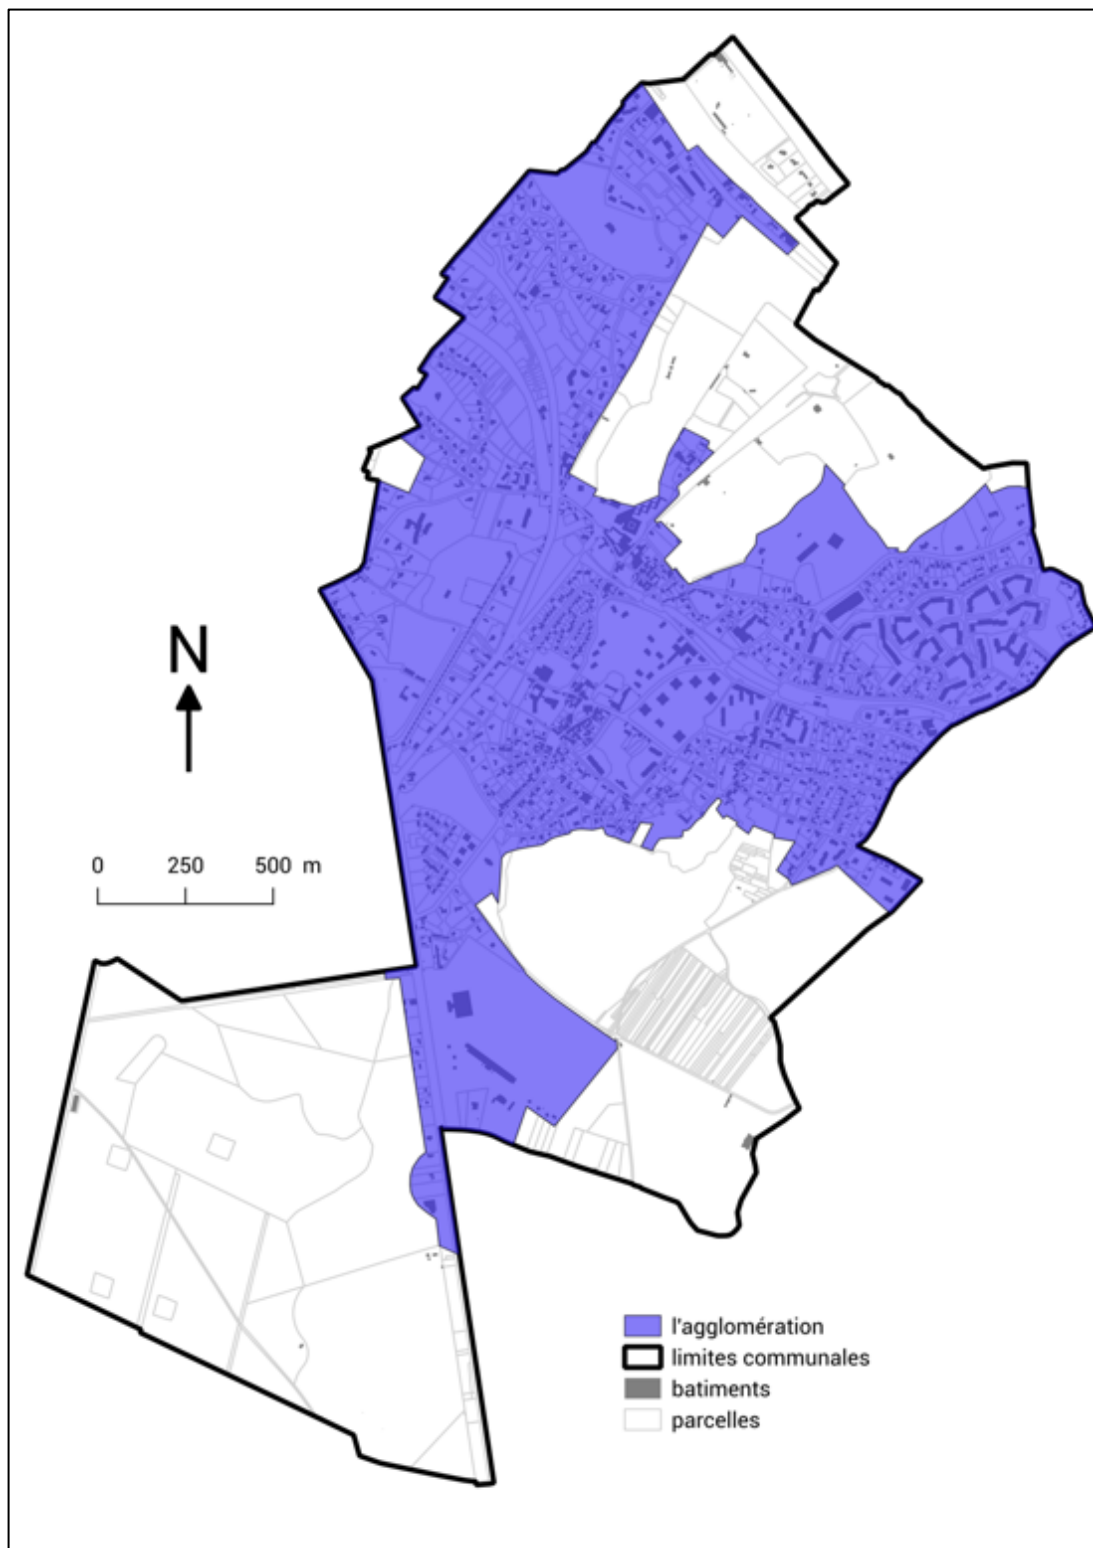 N
0 250 500 m
l'agglomération
limites communales
batiments
parcelles